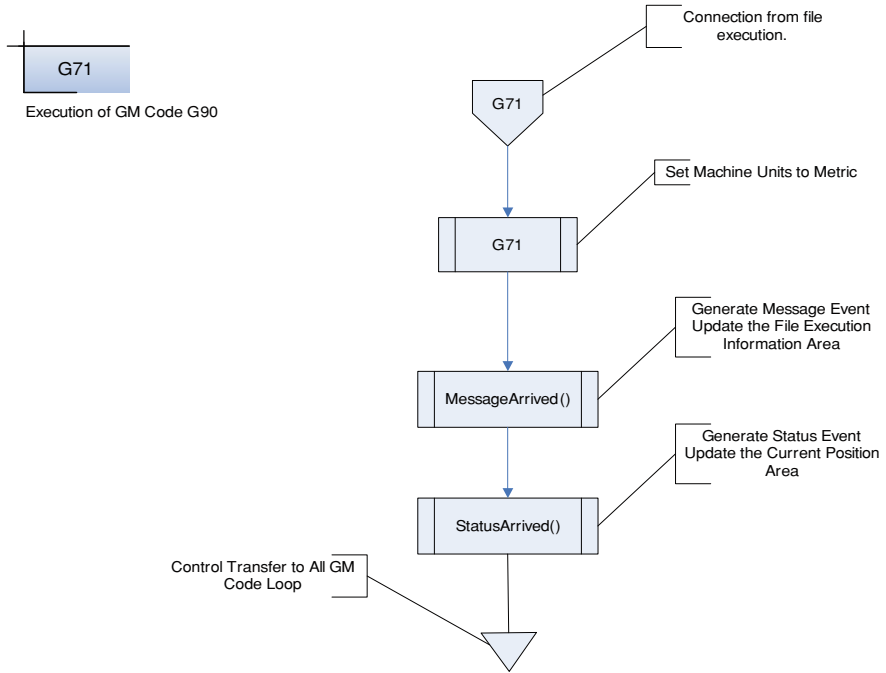 G71
Execution of GM Code G90
Connection from file
execution.
G71
Set Machine Units to Metric
G71
Generate Message Event
Update the File Execution
Information Area
MessageArrived()
Generate Status Event
Update the Current Position
Area
StatusArrived()
Control Transfer to All GM
Code Loop